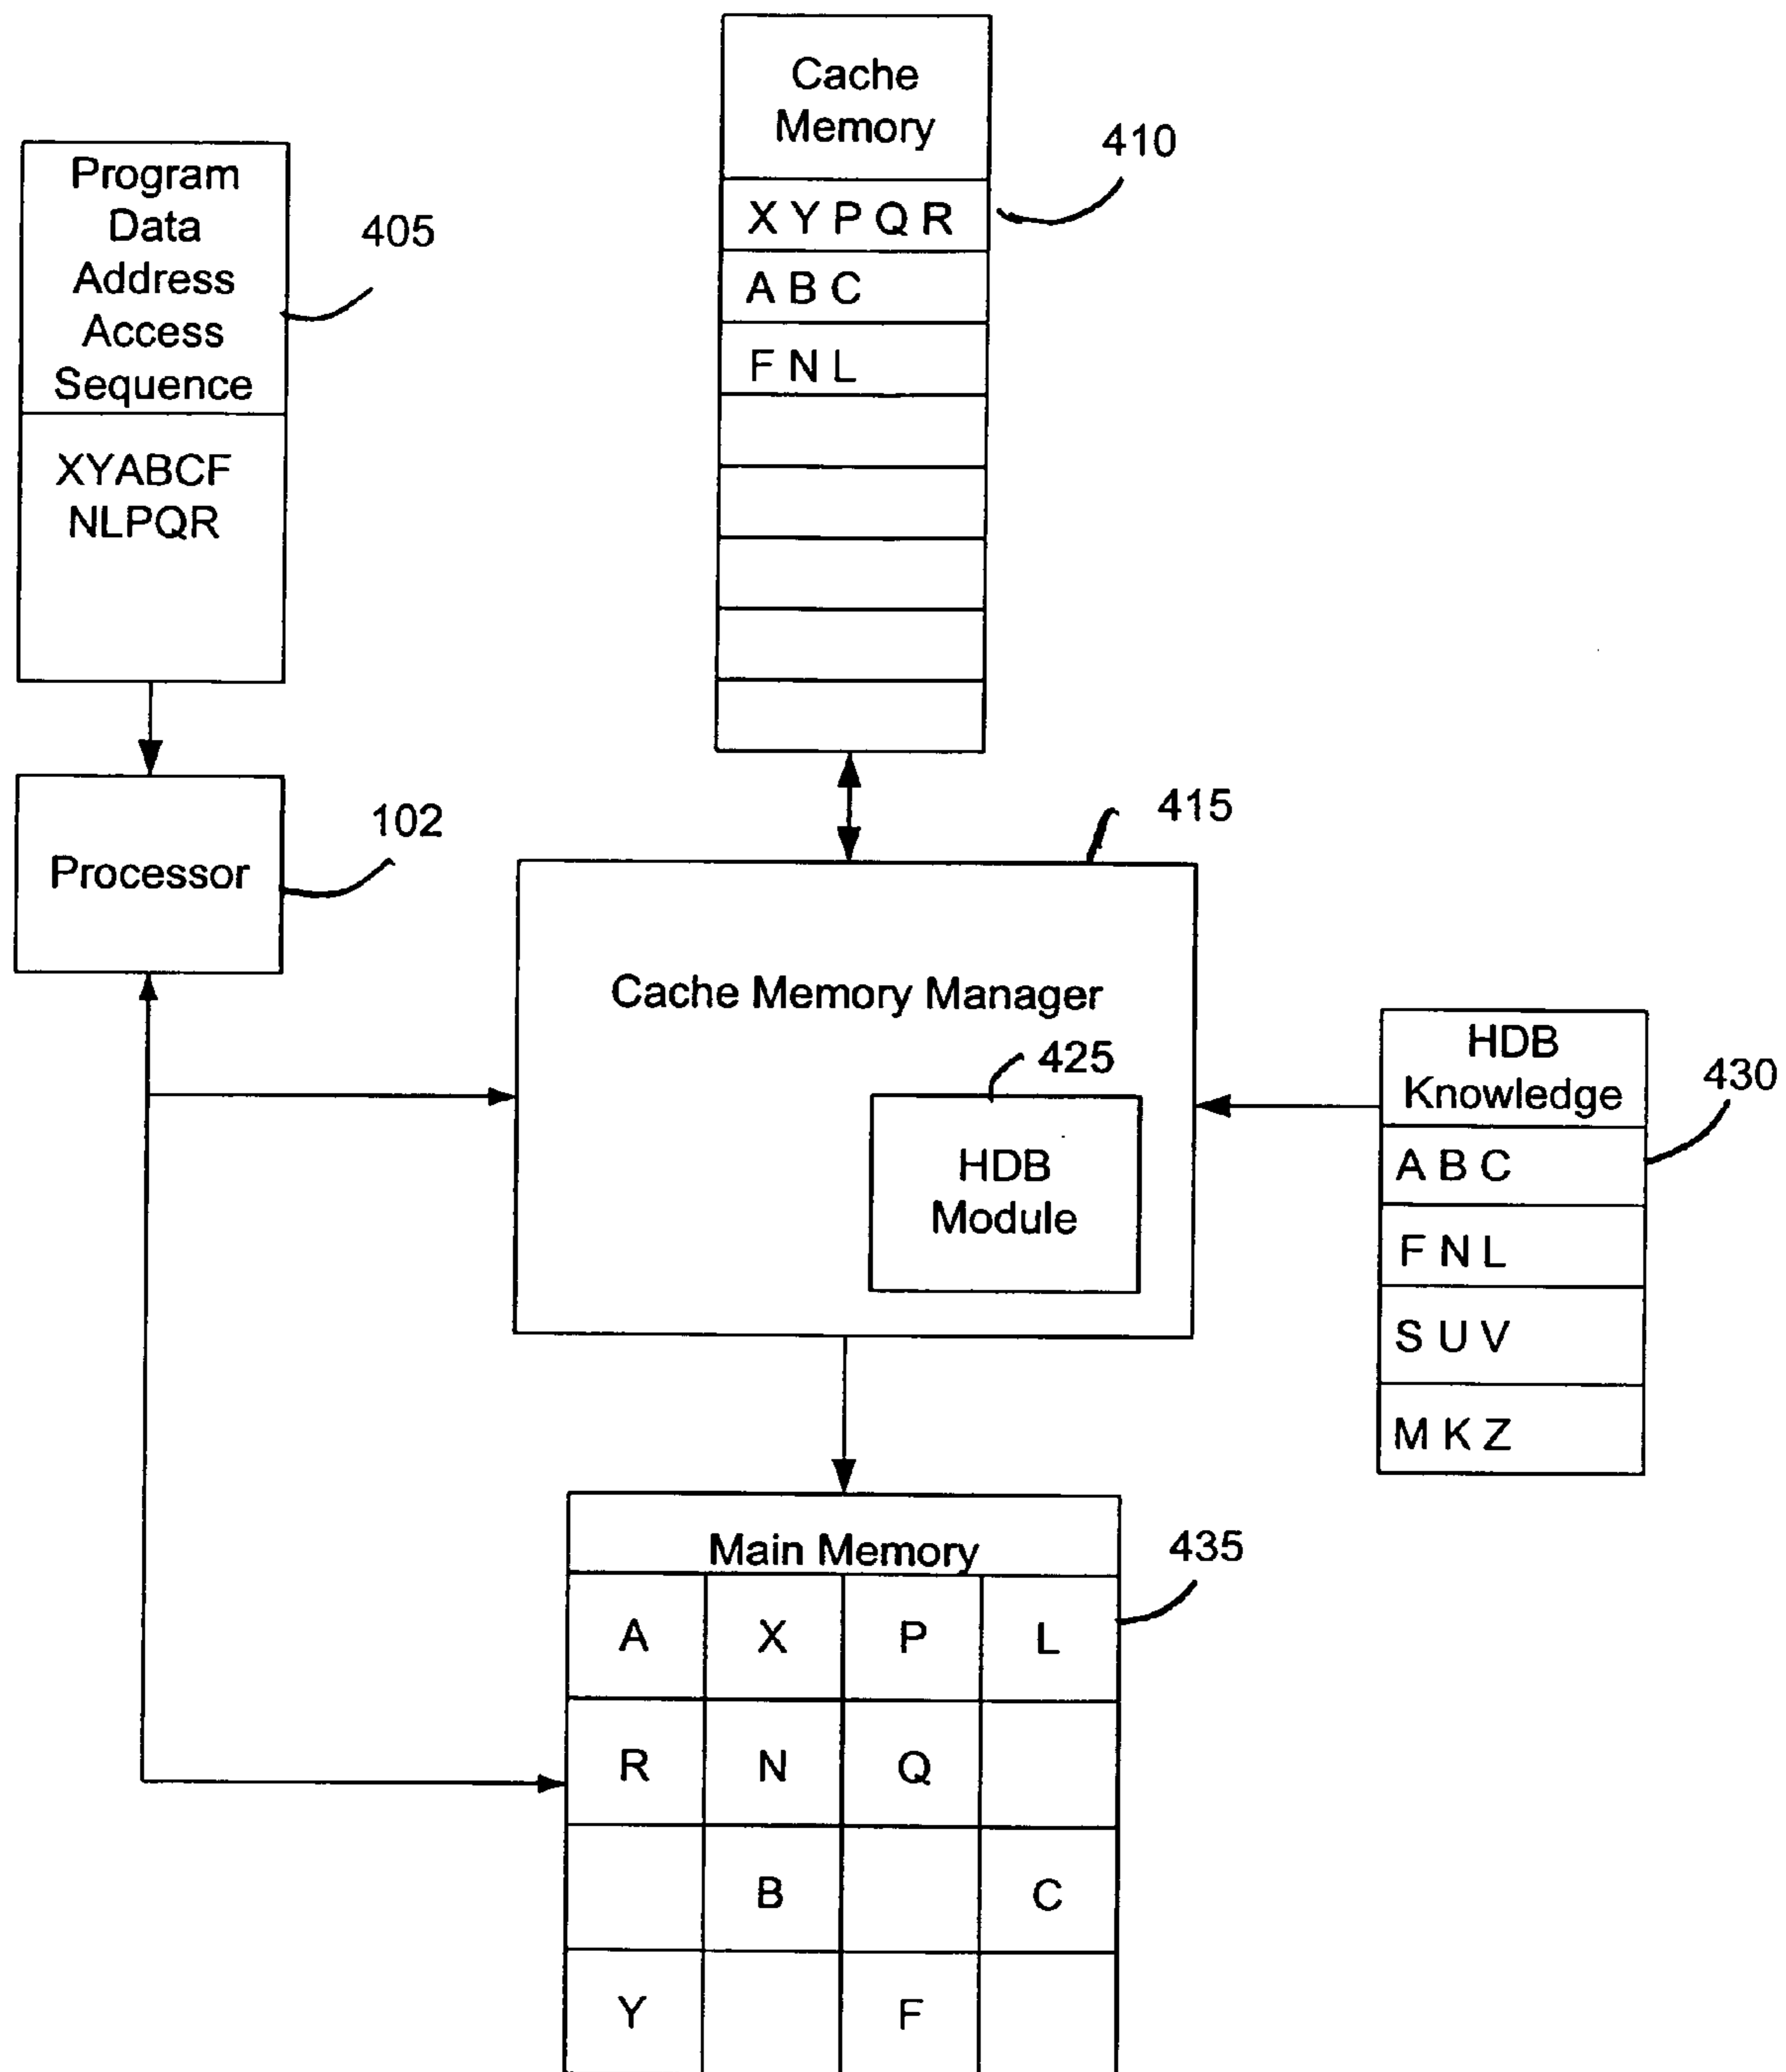 Cache
Memory
410
X Y P Q R
A B C
F N L
Program
Data
Address
Access
Sequence
405
XYABCF
NLPQR
Processor
102
415
Cache Memory Manager
425
HDB
Module
HDB
Knowledge
430
A B C
F N L
S U V
M K Z
Main Memory
435
A X P L
R N Q
B C
Y F